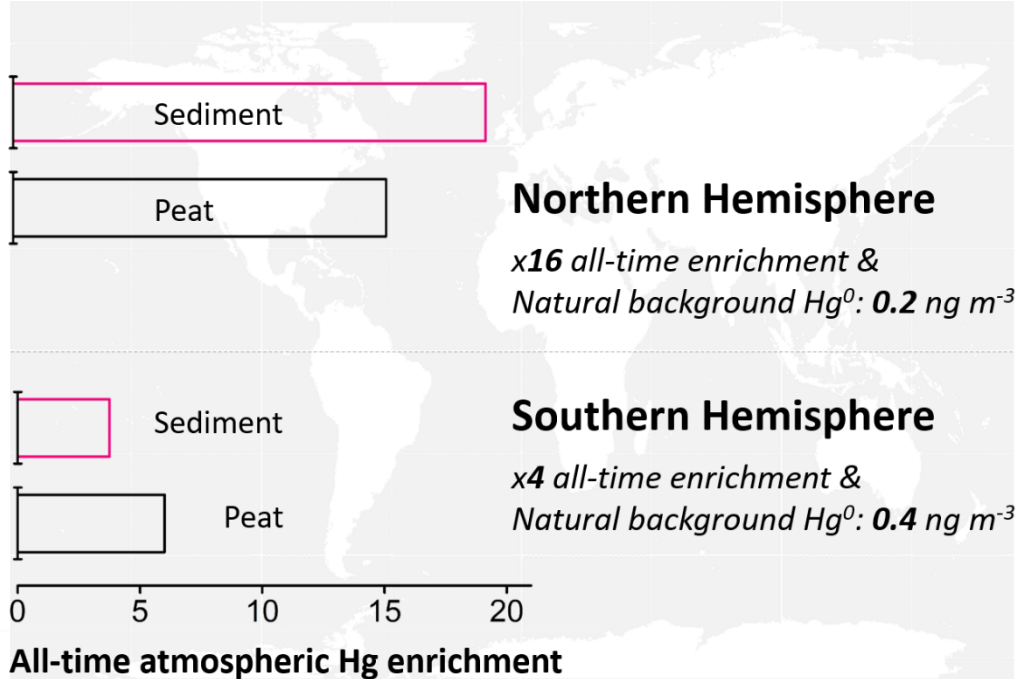 Sediment
Peat
Northern Hemisphere
x16 all-time enrichment &
Natural background Hg⁰: 0.2 ng m⁻³
Sediment
Peat
Southern Hemisphere
x4 all-time enrichment &
Natural background Hg⁰: 0.4 ng m⁻³
0 5 10 15 20
All-time atmospheric Hg enrichment